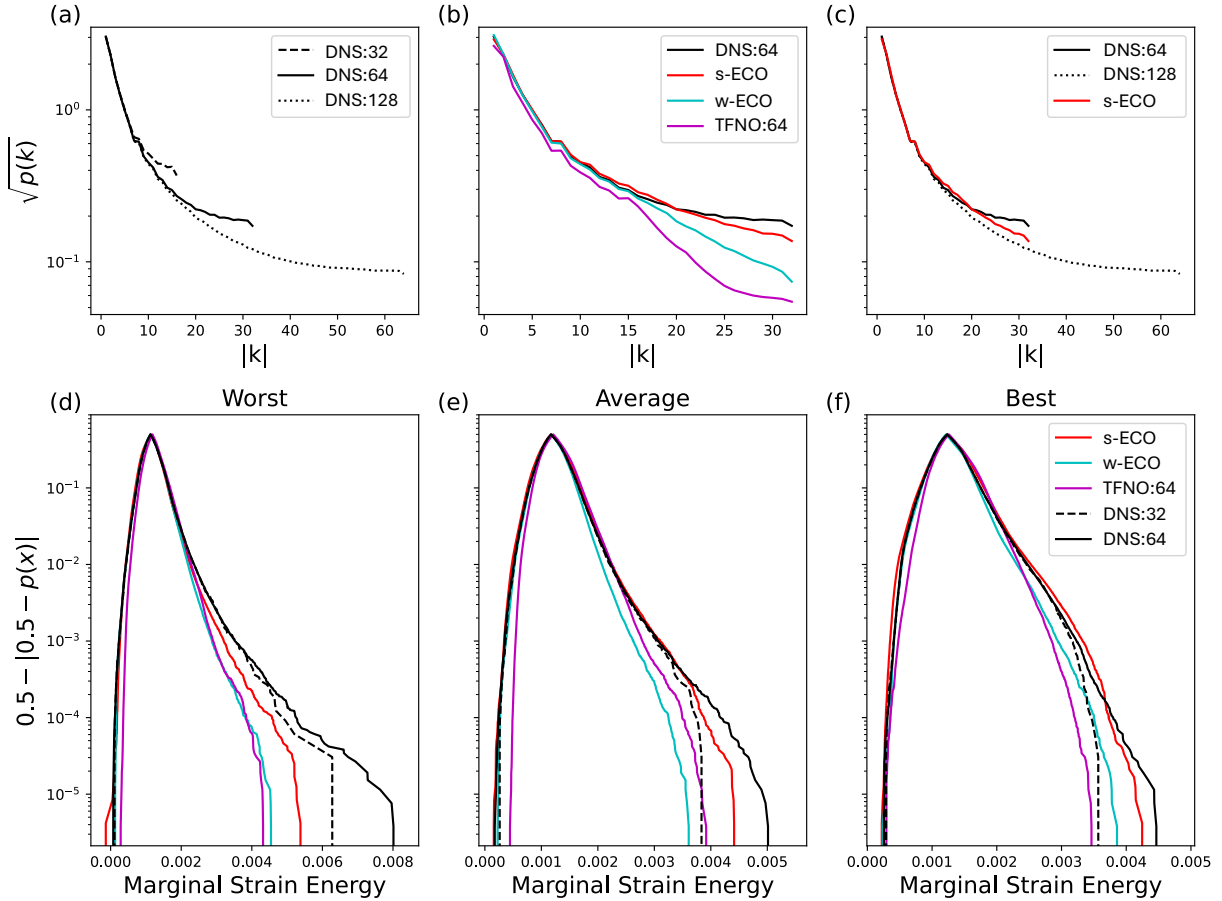 (a)
(b)
(c)
DNS:32
DNS:64
DNS:128
DNS:64
s-ECO
w-ECO
TFNO:64
DNS:64
DNS:128
s-ECO
√p(k)
10⁰
10⁻¹
0 10 20 30 40 50 60
0 5 10 15 20 25 30
0 10 20 30 40 50 60
|k|
|k|
|k|
(d) Worst
(e) Average
(f) Best
s-ECO
w-ECO
TFNO:64
DNS:32
DNS:64
0.5 − |0.5 − p(x)|
10⁻¹
10⁻²
10⁻³
10⁻⁴
10⁻⁵
0.000 0.002 0.004 0.006 0.008
0.000 0.001 0.002 0.003 0.004 0.005
0.000 0.001 0.002 0.003 0.004 0.005
Marginal Strain Energy
Marginal Strain Energy
Marginal Strain Energy